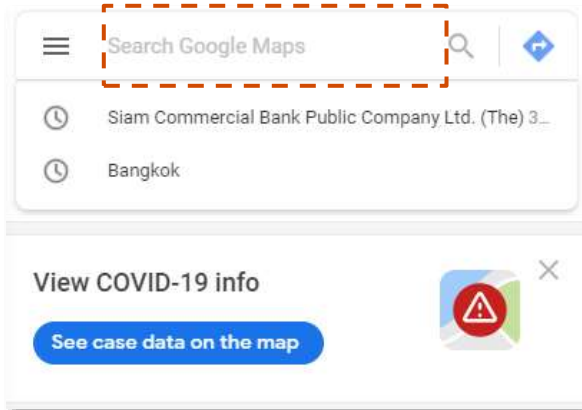 Search Google Maps
Siam Commercial Bank Public Company Ltd. (The) 3...
Bangkok
View COVID-19 info
See case data on the map